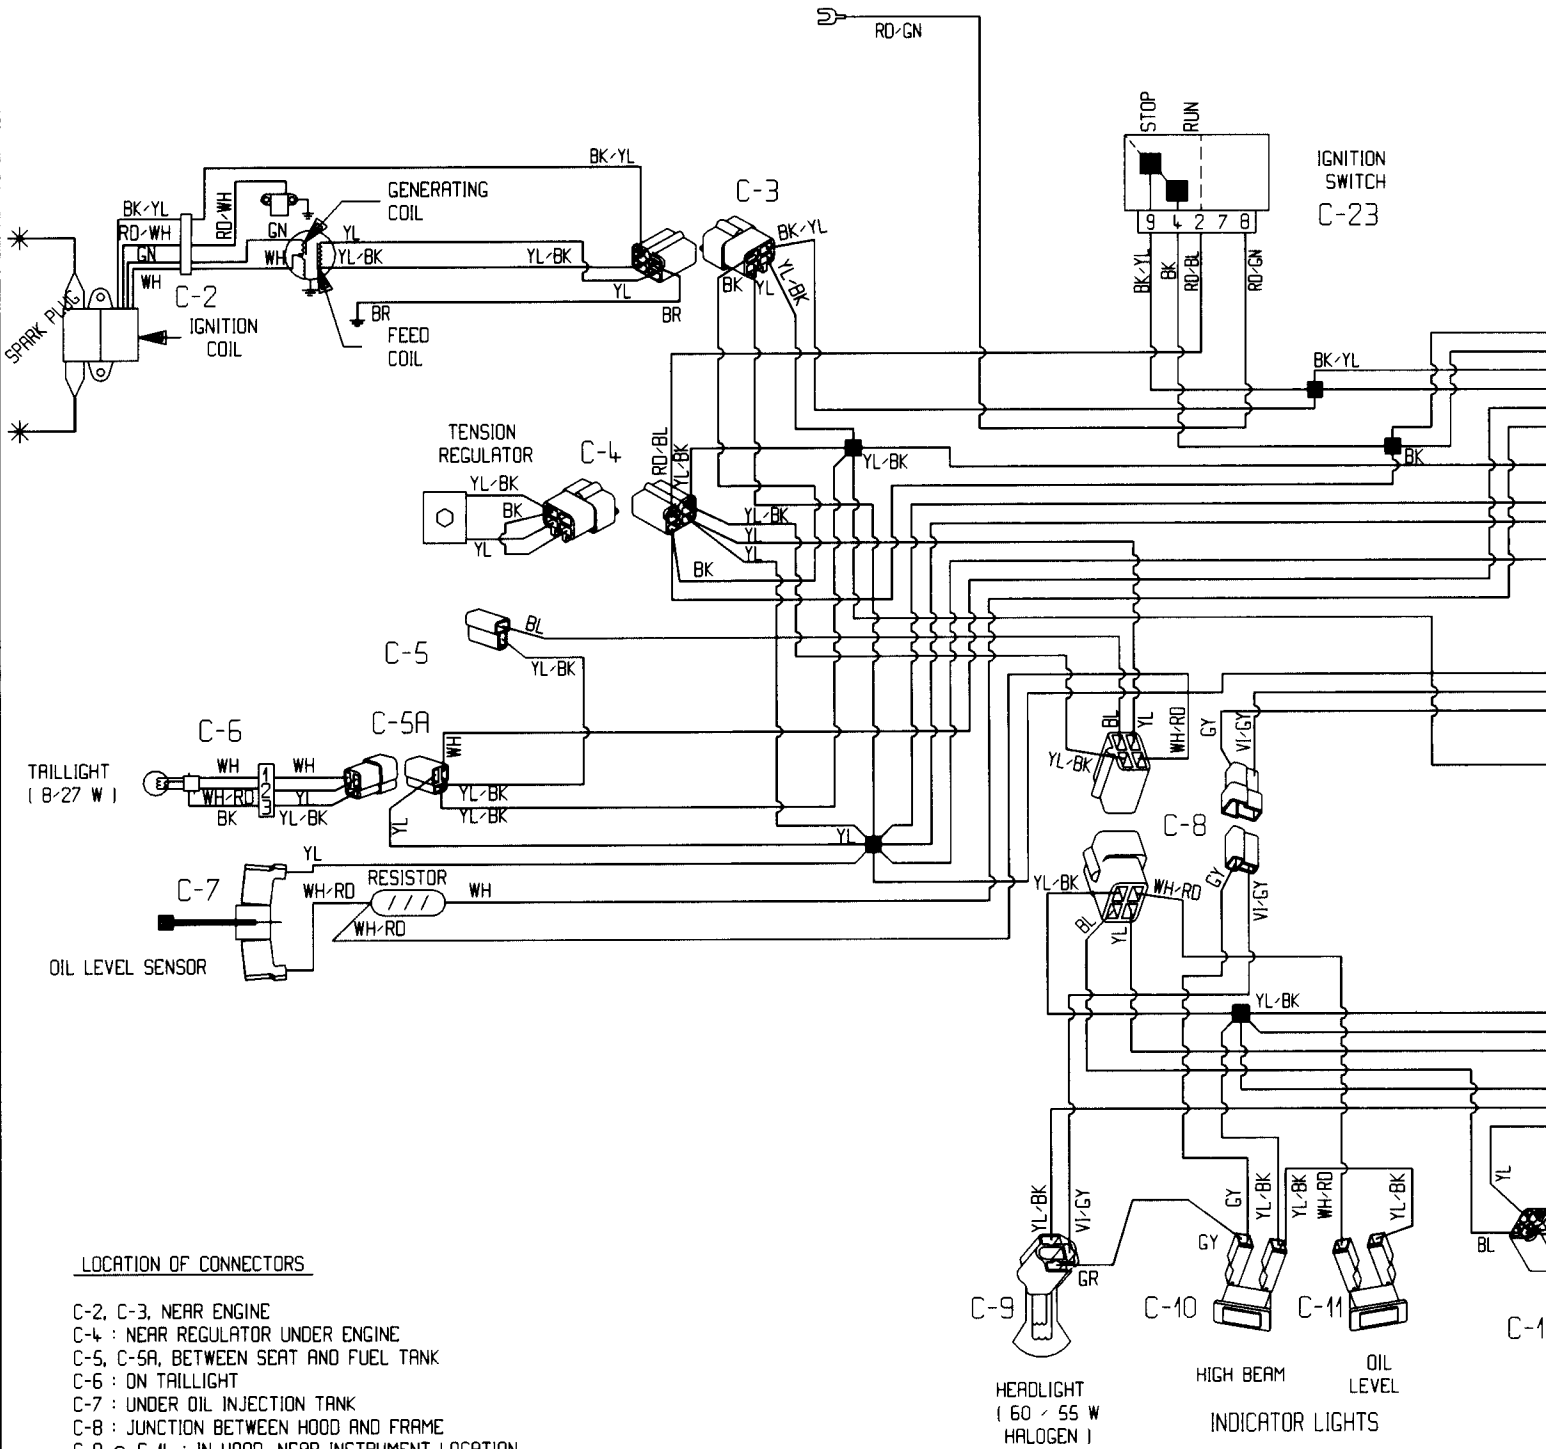 RD/GN
STOP
RUN
IGNITION
SWITCH
C-23
9 4 2 7 8
BK/YL
BK
RD/BL
RD/GN
BK/YL
C-3
GENERATING
COIL
BK/YL
RD/WH
GN
WH
RD/WH
GN
WH
YL
YL/BK
YL/BK
YL
BR
BR
C-2
IGNITION
COIL
FEED
COIL
SPARK PLUG
BK/YL
YL/BK
BK
YL
BK/YL
BK
TENSION
REGULATOR
C-4
YL/BK
BK
YL
RD/BL
YL/BK
YL/BK
YL/BK
YL
YL
BK
C-5
BL
YL/BK
C-5A
C-6
TAILLIGHT
( 8/27 W )
WH
WH/RD
BK
1
2
3
WH
YL
YL/BK
WH
YL/BK
YL/BK
YL
YL
BL
YL
WH/RD
YL/BK
GY
VI/GY
C-8
C-7
YL
WH/RD
RESISTOR
WH
WH/RD
OIL LEVEL SENSOR
YL/BK
WH/RD
BL
YL
GY
VI/GY
YL/BK
YL/BK
VI/GY
GR
GY
GY
YL/BK
YL/BK
WH/RD
YL/BK
YL
BL
C-9
C-10
C-11
C-1
HEADLIGHT
( 60 / 55 W
HALOGEN )
HIGH BEAM
OIL
LEVEL
INDICATOR LIGHTS
LOCATION OF CONNECTORS
C-2, C-3, NEAR ENGINE
C-4 : NEAR REGULATOR UNDER ENGINE
C-5, C-5A, BETWEEN SEAT AND FUEL TANK
C-6 : ON TAILLIGHT
C-7 : UNDER OIL INJECTION TANK
C-8 : JUNCTION BETWEEN HOOD AND FRAME
: IN HOOD, NEAR INSTRUMENT LOCATION